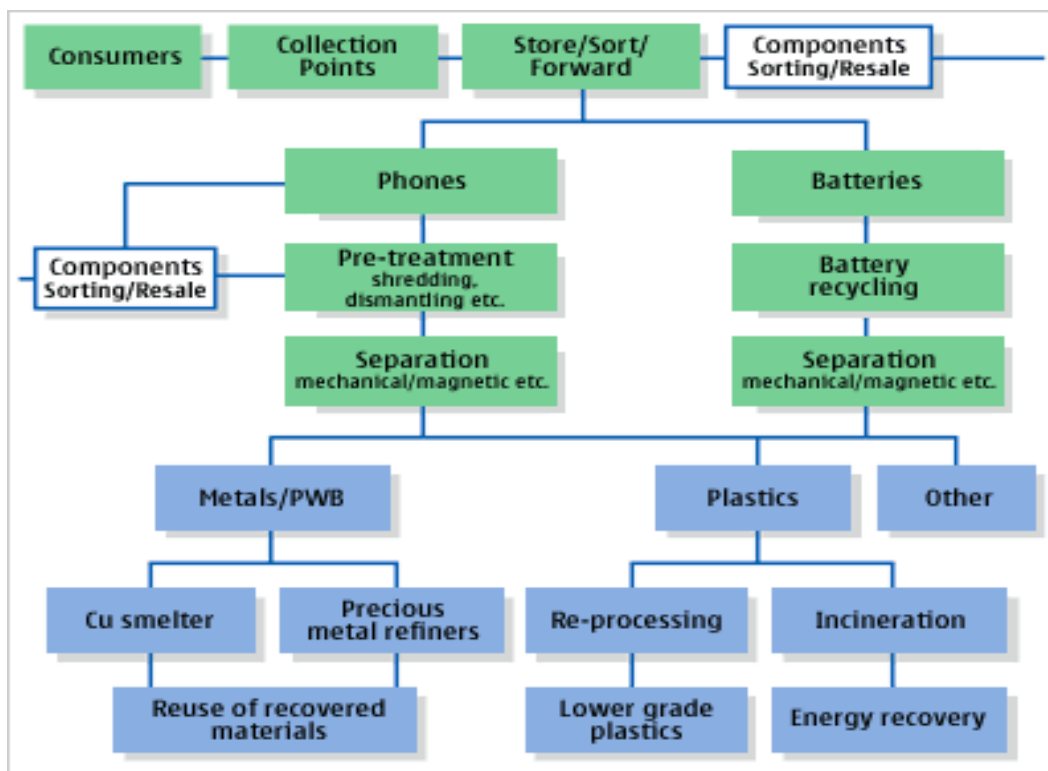 Consumers
Collection
Points
Store/Sort/
Forward
Components
Sorting/Resale
Phones
Batteries
Components
Sorting/Resale
Pre-treatment
shredding,
dismantling etc.
Battery
recycling
Separation
mechanical/magnetic etc.
Separation
mechanical/magnetic etc.
Metals/PWB
Plastics
Other
Cu smelter
Precious
metal refiners
Re-processing
Incineration
Reuse of recovered
materials
Lower grade
plastics
Energy recovery